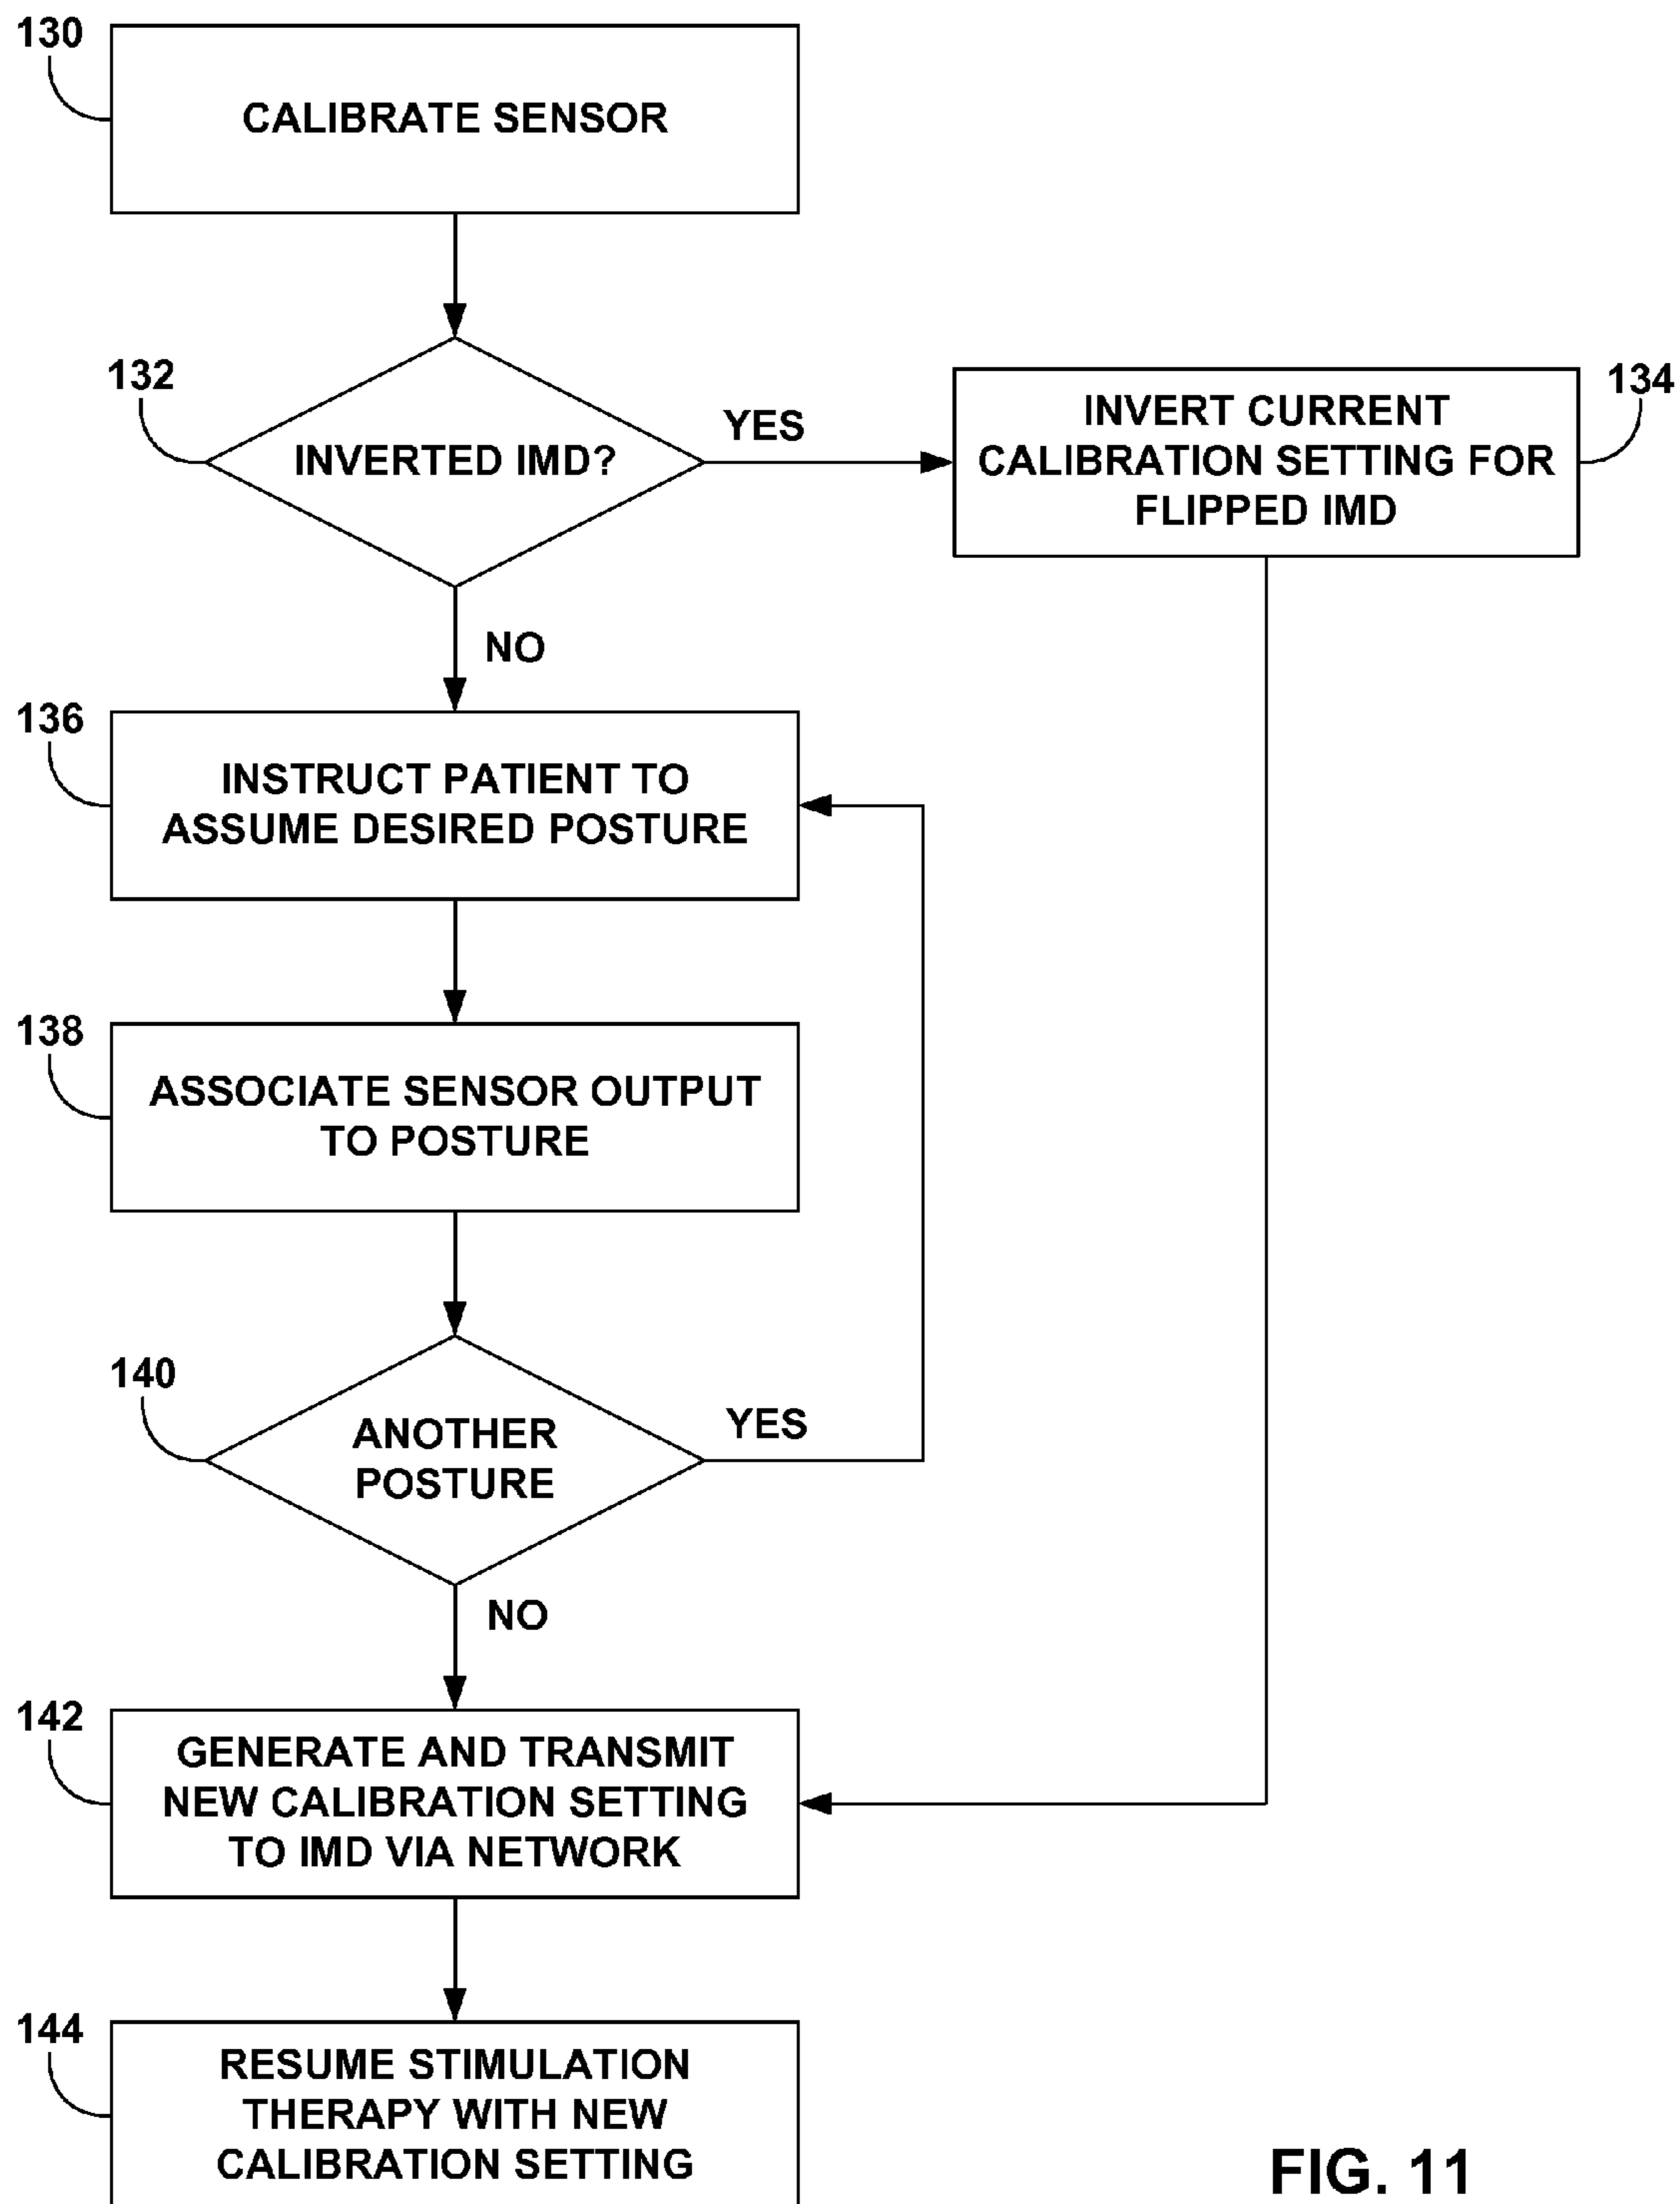 130
CALIBRATE SENSOR
132
INVERTED IMD?
YES
134
INVERT CURRENT
CALIBRATION SETTING FOR
FLIPPED IMD
NO
136
INSTRUCT PATIENT TO
ASSUME DESIRED POSTURE
138
ASSOCIATE SENSOR OUTPUT
TO POSTURE
140
ANOTHER
POSTURE
YES
NO
142
GENERATE AND TRANSMIT
NEW CALIBRATION SETTING
TO IMD VIA NETWORK
144
RESUME STIMULATION
THERAPY WITH NEW
CALIBRATION SETTING
FIG. 11